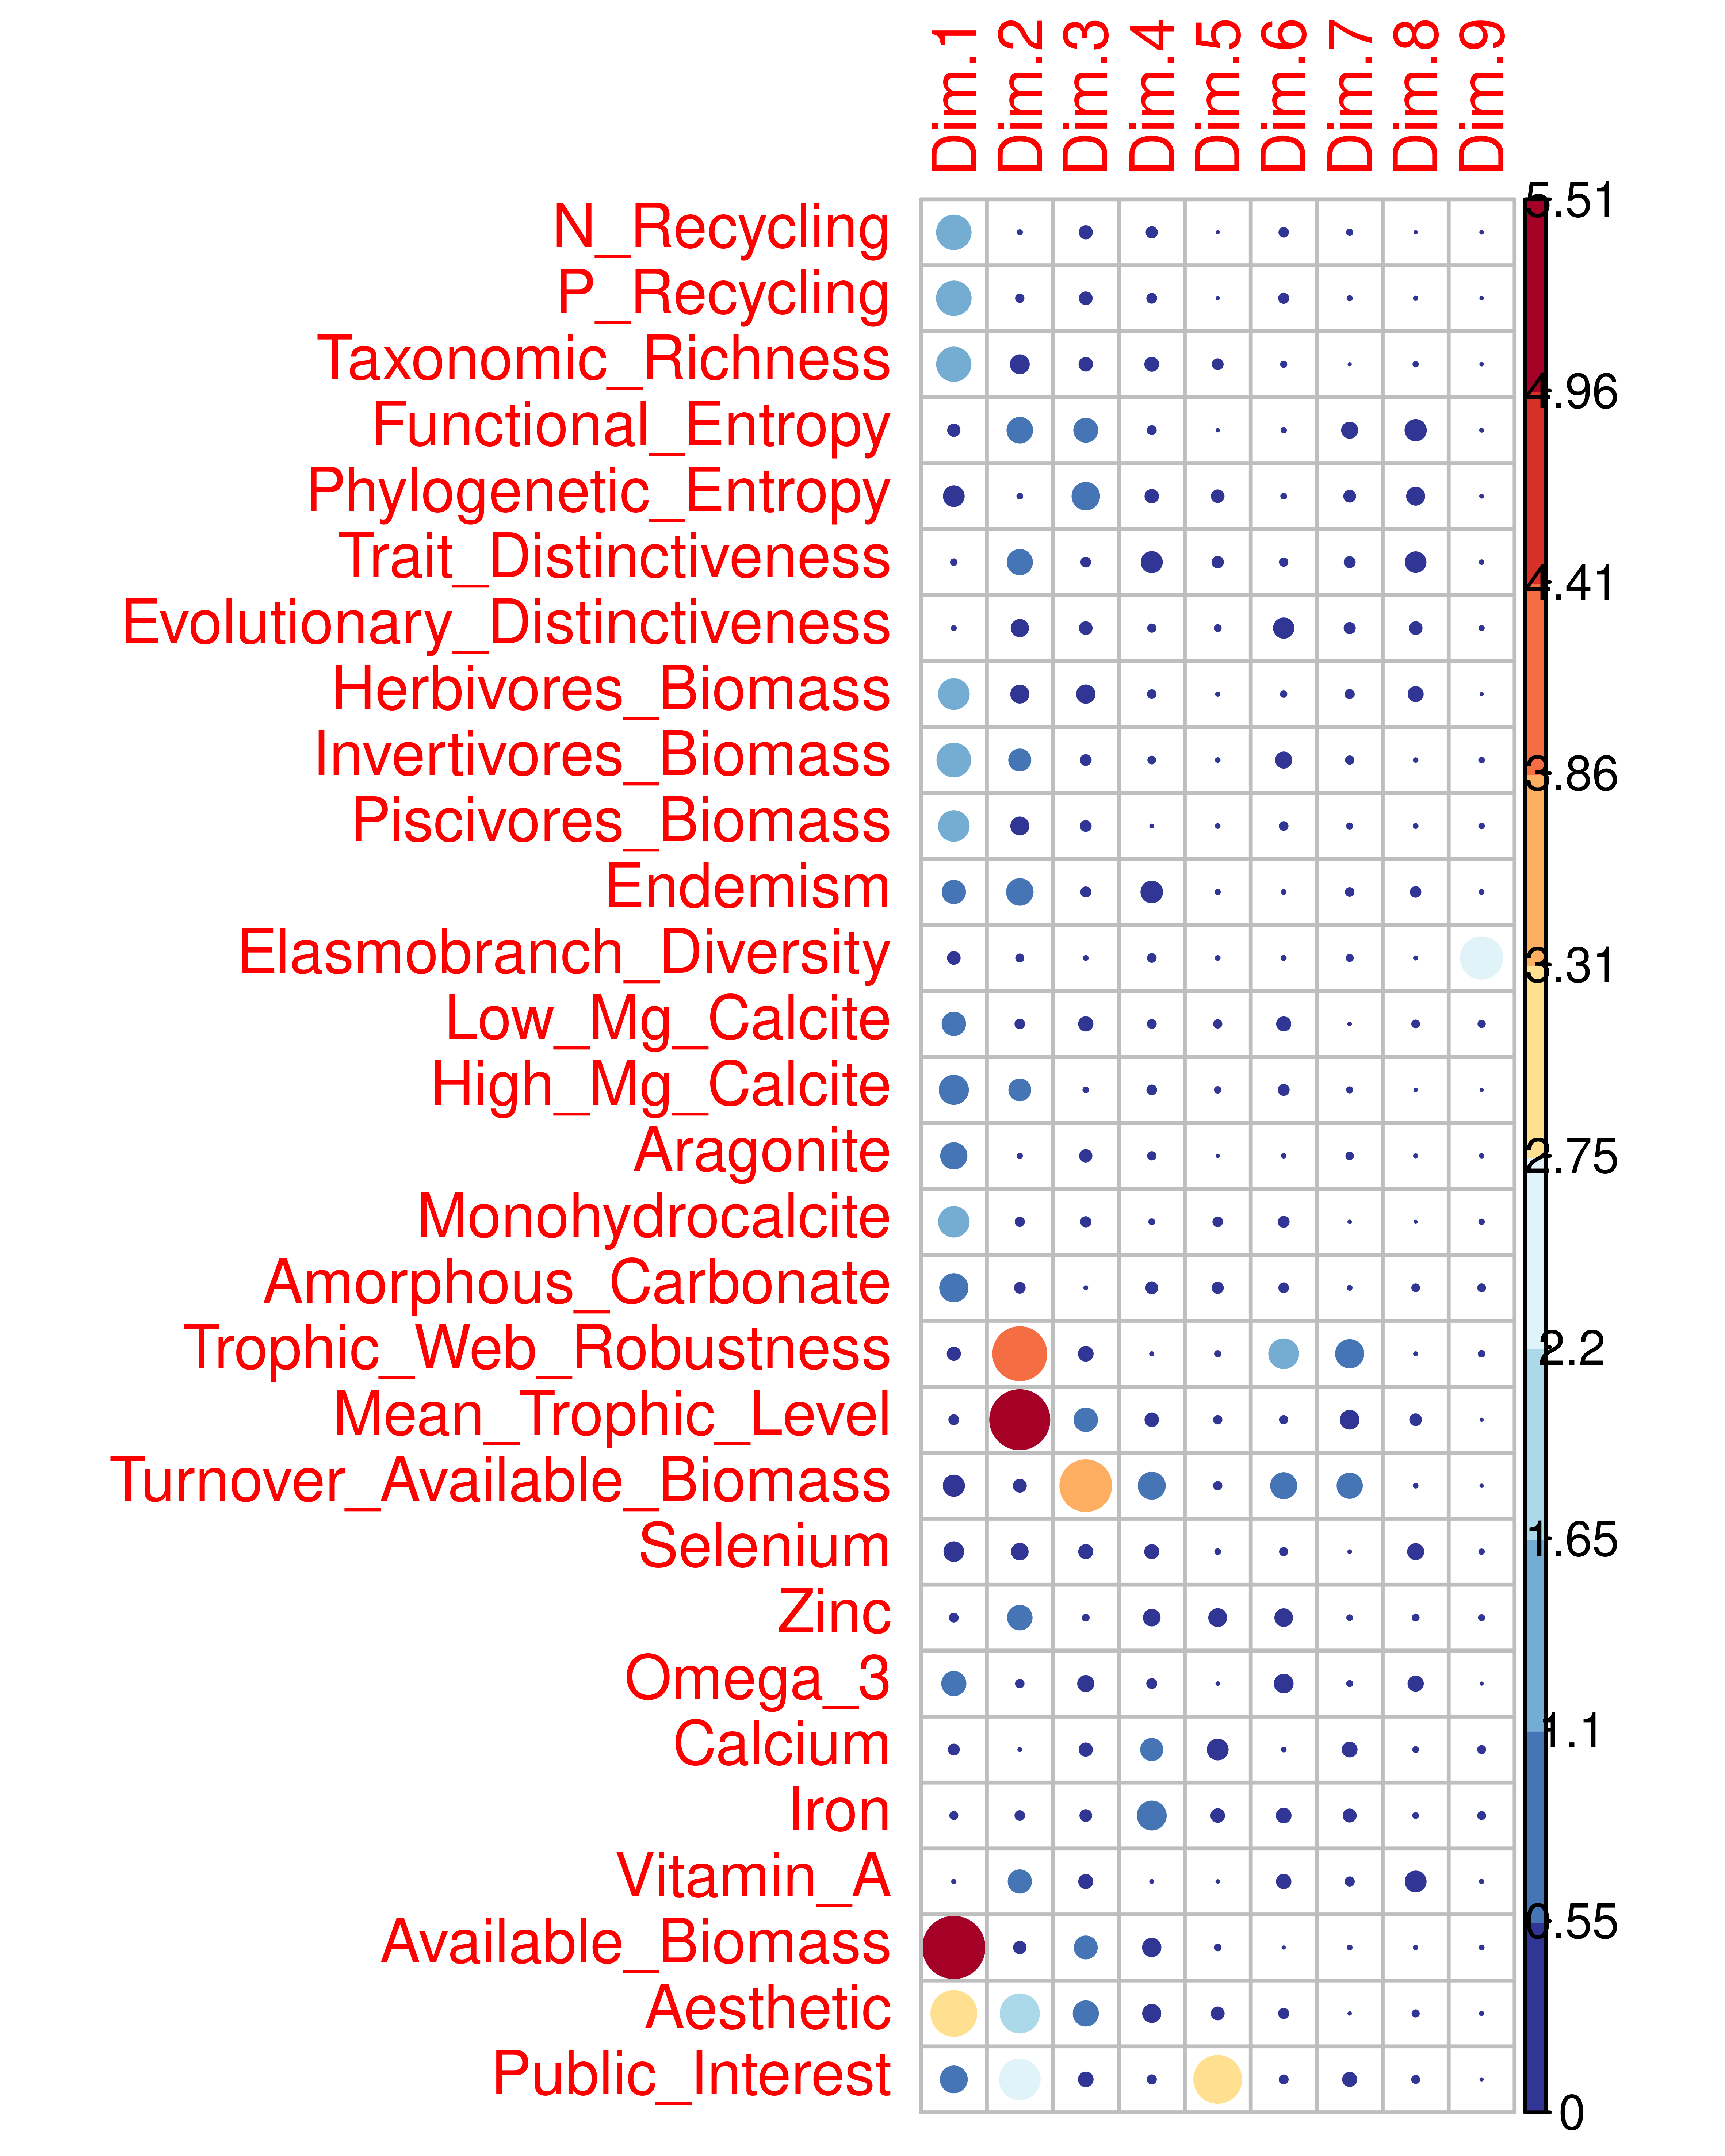 Dim.1 Dim.2 Dim.3 Dim.4 Dim.5 Dim.6 Dim.7 Dim.8 Dim.9
N_Recycling
P_Recycling
Taxonomic_Richness
Functional_Entropy
Phylogenetic_Entropy
Trait_Distinctiveness
Evolutionary_Distinctiveness
Herbivores_Biomass
Invertivores_Biomass
Piscivores_Biomass
Endemism
Elasmobranch_Diversity
Low_Mg_Calcite
High_Mg_Calcite
Aragonite
Monohydrocalcite
Amorphous_Carbonate
Trophic_Web_Robustness
Mean_Trophic_Level
Turnover_Available_Biomass
Selenium
Zinc
Omega_3
Calcium
Iron
Vitamin_A
Available_Biomass
Aesthetic
Public_Interest
5.51
4.96
4.41
3.86
3.31
2.75
2.2
1.65
1.1
0.55
0